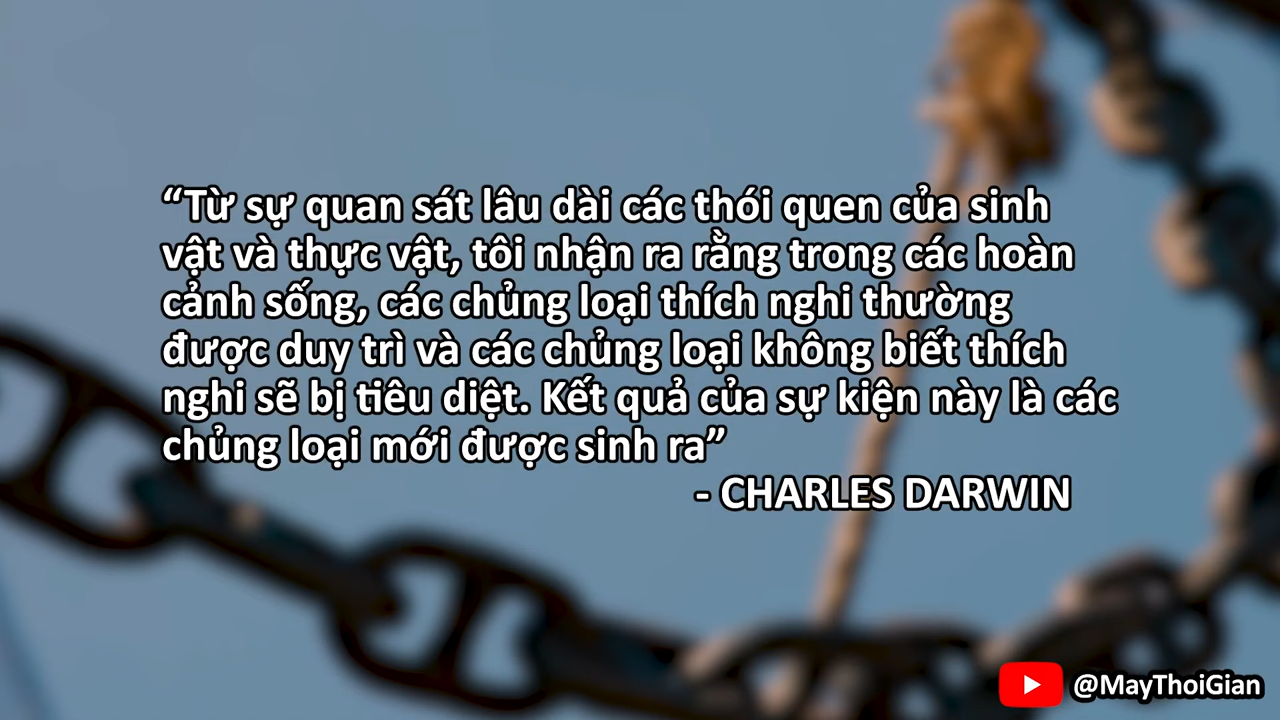 “Từ sự quan sát lâu dài các thói quen của sinh
vật và thực vật, tôi nhận ra rằng trong các hoàn
cảnh sống, các chủng loại thích nghi thường
được duy trì và các chủng loại không biết thích
nghi sẽ bị tiêu diệt. Kết quả của sự kiện này là các
chủng loại mới được sinh ra”
- CHARLES DARWIN
@MayThoiGian